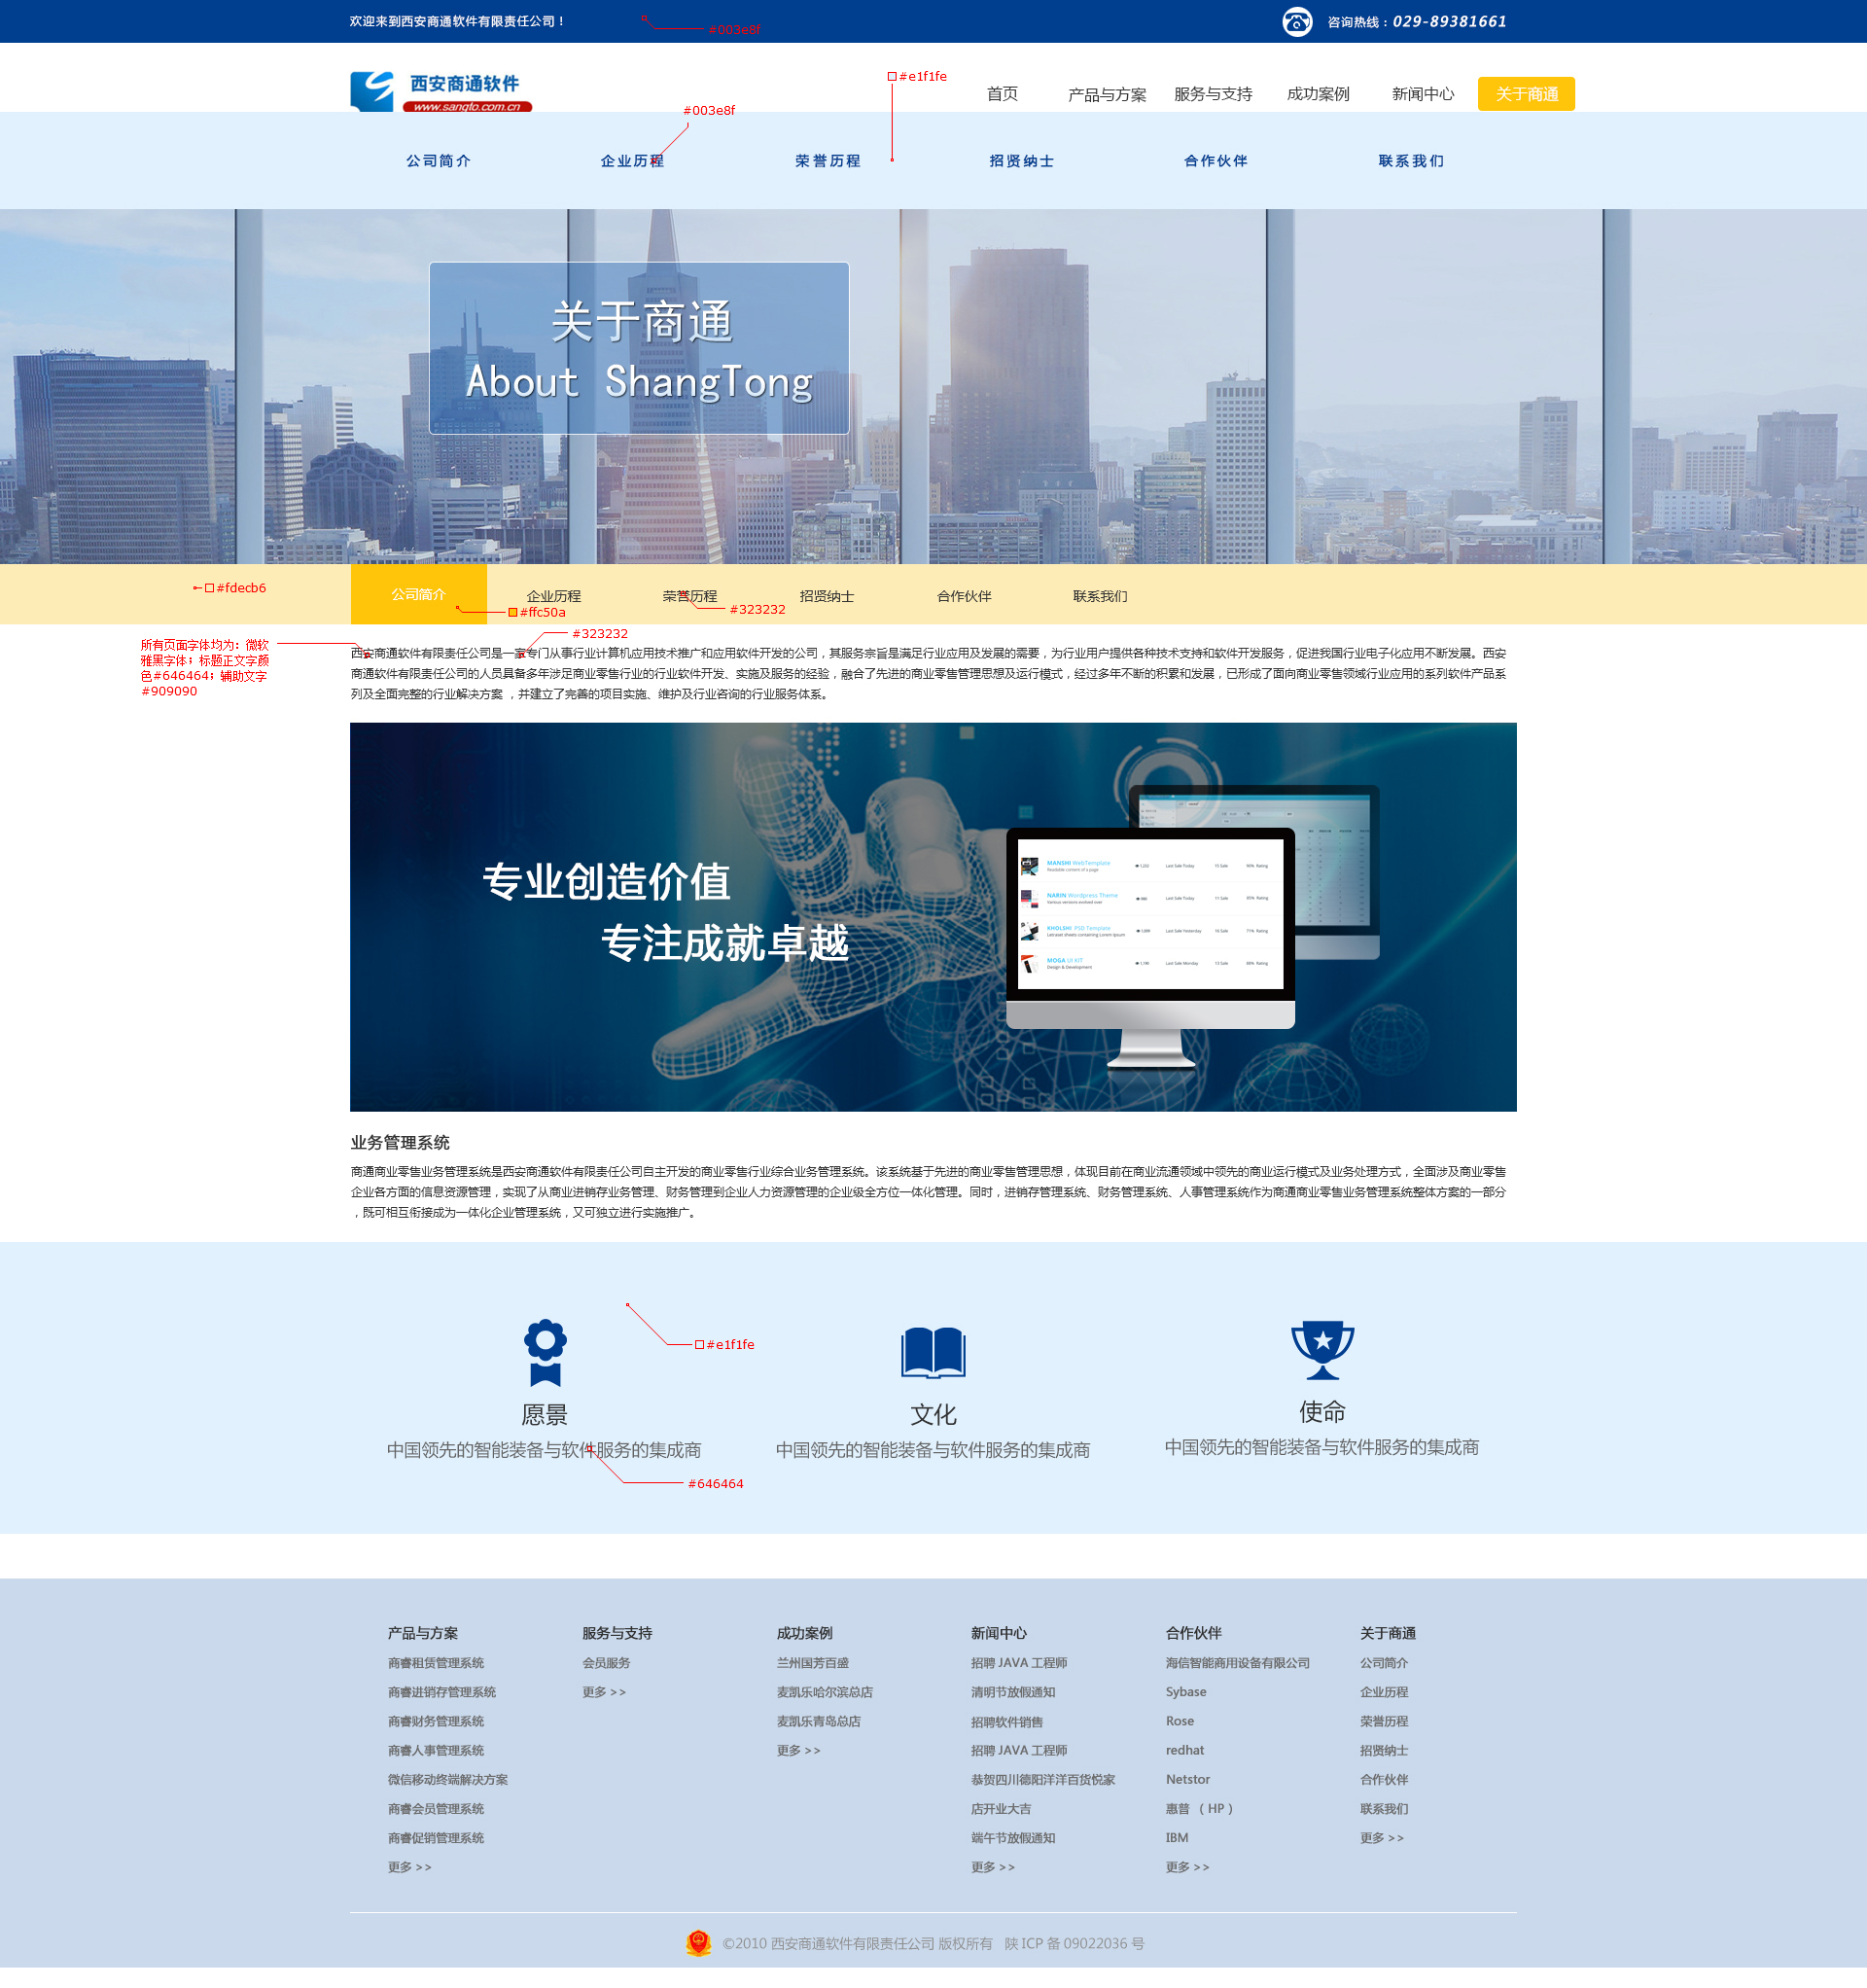 欢迎来到西安商通软件有限责任公司！
#003e8f
咨询热线：029-89381661
西安商通软件
www.sangto.com.cn
首页 产品与方案 服务与支持 成功案例 新闻中心 关于商通
#e1f1fe
#003e8f
公司简介 企业历程 荣誉历程 招贤纳士 合作伙伴 联系我们
关于商通
About ShangTong
#fdecb6
公司简介 企业历程 荣誉历程 招贤纳士 合作伙伴 联系我们
#ffc50a
#323232
#323232
所有页面字体均为：微软
雅黑字体；标题正文字颜
色#646464；辅助文字
#909090
西安商通软件有限责任公司是一家专门从事行业计算机应用技术推广和应用软件开发的公司，其服务宗旨是满足行业应用及发展的需要，为行业用户提供各种技术支持和软件开发服务，促进我国行业电子化应用不断发展。西安
商通软件有限责任公司的人员具备多年涉足商业零售行业的行业软件开发、实施及服务的经验，融合了先进的商业零售管理思想及运行模式，经过多年不断的积累和发展，已形成了面向商业零售领域行业应用的系列软件产品系
列及全面完整的行业解决方案 ，并建立了完善的项目实施、维护及行业咨询的行业服务体系。
专业创造价值
专注成就卓越
MANSHI WebTemplate
Readable content of a page
Last Sale Today
NARIN Wordpress Theme
Various versions evolved over
Last Sale Today
KHOLSHI PSD Template
Letraset sheets containing Lorem Ipsum
Last Sale Yesterday
MOGA UI KIT
Design & Development
Last Sale Monday
业务管理系统
商通商业零售业务管理系统是西安商通软件有限责任公司自主开发的商业零售行业综合业务管理系统。该系统基于先进的商业零售管理思想，体现目前在商业流通领域中领先的商业运行模式及业务处理方式，全面涉及商业零售
企业各方面的信息资源管理，实现了从商业进销存业务管理、财务管理到企业人力资源管理的企业级全方位一体化管理。同时，进销存管理系统、财务管理系统、人事管理系统作为商通商业零售业务管理系统整体方案的一部分
，既可相互衔接成为一体化企业管理系统，又可独立进行实施推广。
#e1f1fe
愿景
中国领先的智能装备与软件服务的集成商
文化
中国领先的智能装备与软件服务的集成商
使命
中国领先的智能装备与软件服务的集成商
#646464
产品与方案
商睿租赁管理系统
商睿进销存管理系统
商睿财务管理系统
商睿人事管理系统
微信移动终端解决方案
商睿会员管理系统
商睿促销管理系统
更多 >>
服务与支持
会员服务
更多 >>
成功案例
兰州国芳百盛
麦凯乐哈尔滨总店
麦凯乐青岛总店
更多 >>
新闻中心
招聘 JAVA 工程师
清明节放假通知
招聘软件销售
招聘 JAVA 工程师
恭贺四川德阳洋洋百货悦家
店开业大吉
端午节放假通知
更多 >>
合作伙伴
海信智能商用设备有限公司
Sybase
Rose
redhat
Netstor
惠普 （ HP ）
IBM
更多 >>
关于商通
公司简介
企业历程
荣誉历程
招贤纳士
合作伙伴
联系我们
更多 >>
©2010 西安商通软件有限责任公司 版权所有 陕 ICP 备 09022036 号